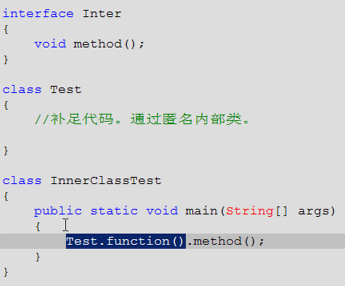 interface Inter
{
void method();
}
class Test
{
//补足代码。通过匿名内部类。
}
class InnerClassTest
{
public static void main(String[] args)
{
Test.function().method();
}
}